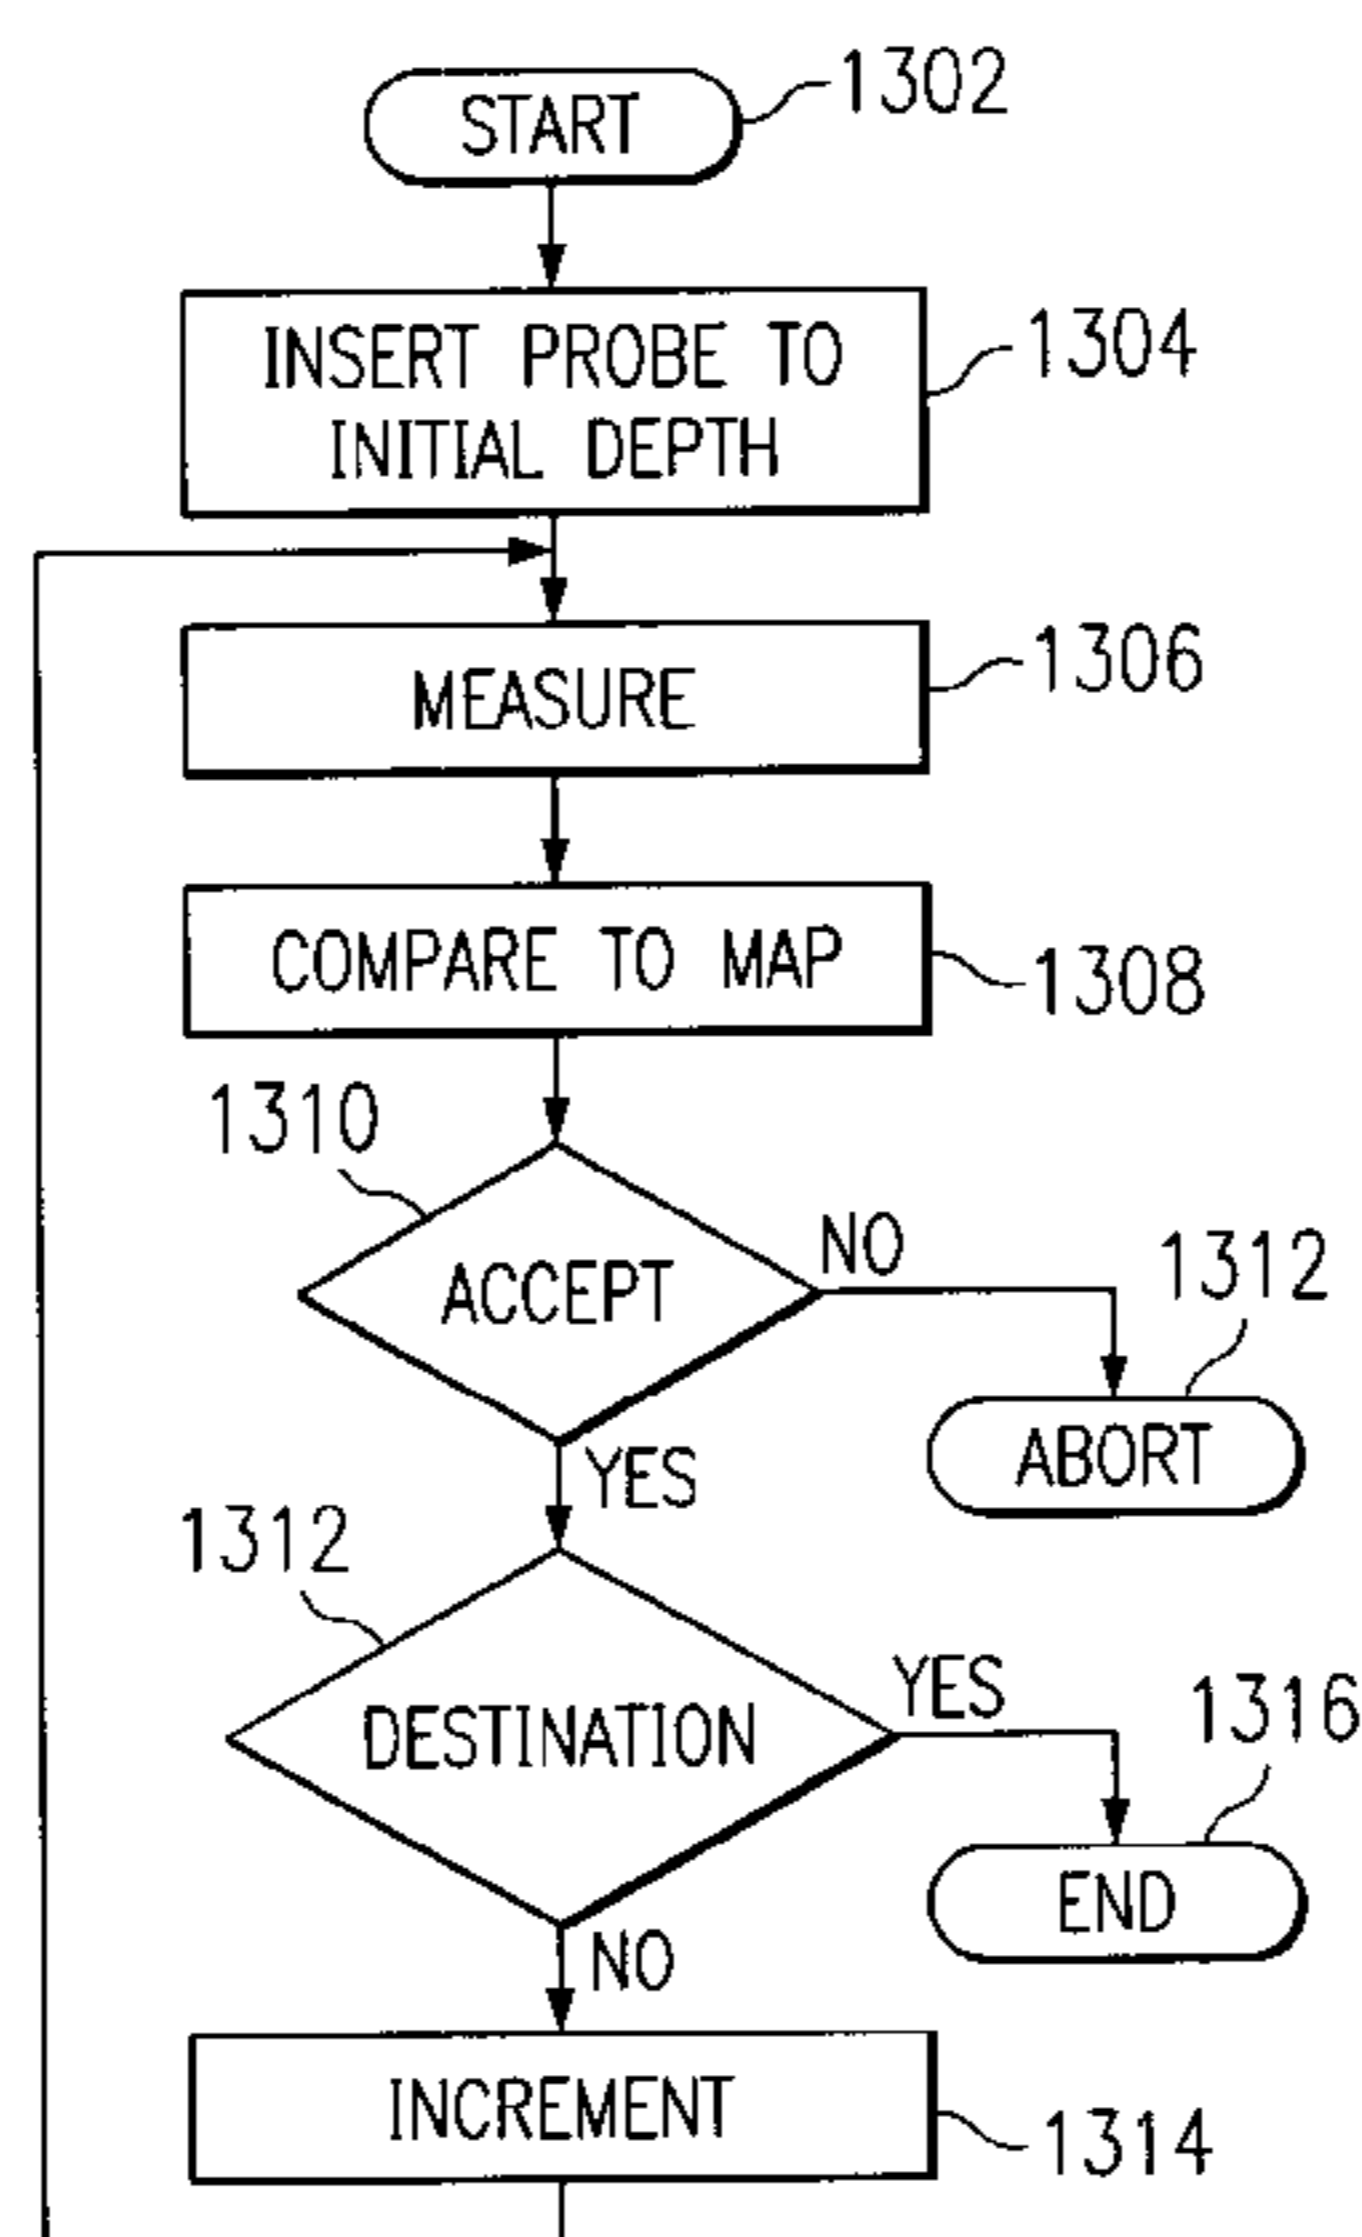 START
1302
INSERT PROBE TO
INITIAL DEPTH
1304
MEASURE
1306
COMPARE TO MAP
1308
1310
ACCEPT
NO
1312
ABORT
YES
1312
DESTINATION
YES
1316
END
NO
INCREMENT
1314